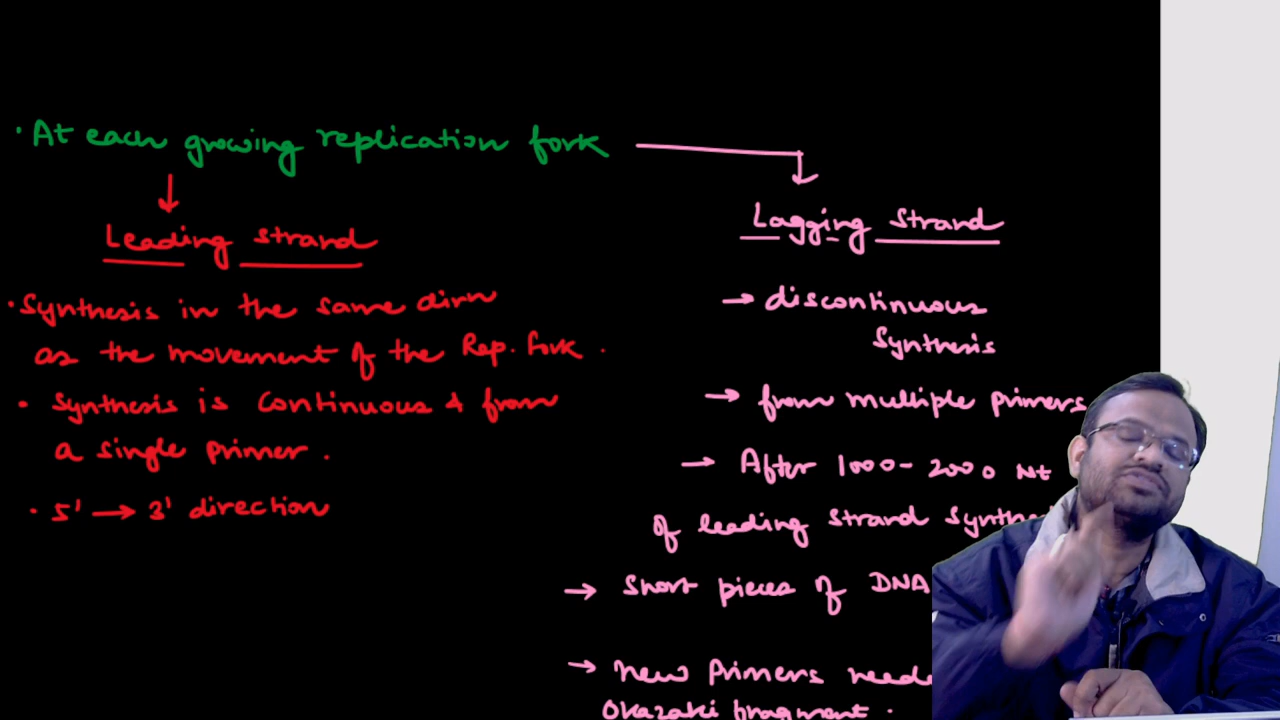 • At each growing replication fork
Leading strand
• Synthesis in the same dirn
as the movement of the Rep. fork.
• Synthesis is continuous & from
a single primer.
• 5' → 3' direction
Lagging strand
→ discontinuous
synthesis
→ from multiple primers
→ After 1000-2000 Nt
of leading strand
→ Short pieces of DNA
→ new Primers
Okazaki fragment.